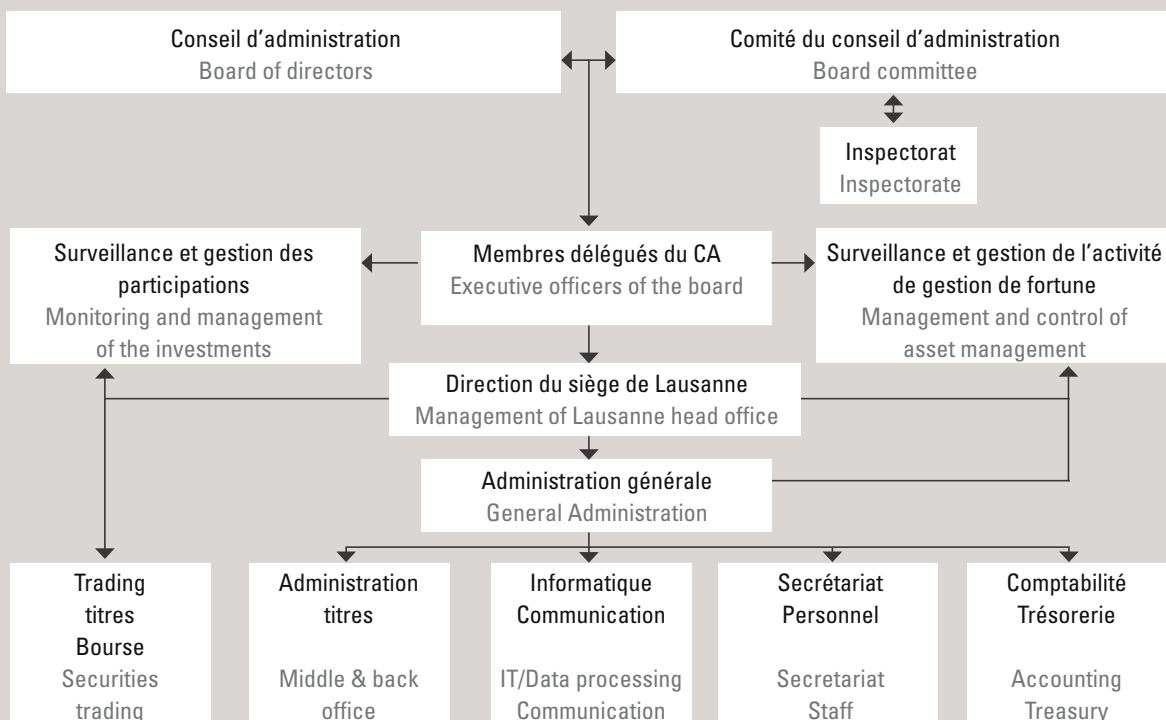 Conseil d'administration
Board of directors
Comité du conseil d'administration
Board committee
Inspectorat
Inspectorate
Surveillance et gestion des
participations
Monitoring and management
of the investments
Membres délégués du CA
Executive officers of the board
Surveillance et gestion de l'activité
de gestion de fortune
Management and control of
asset management
Direction du siège de Lausanne
Management of Lausanne head office
Administration générale
General Administration
Trading
titres
Bourse
Securities
trading
Administration
titres
Middle & back
office
Informatique
Communication
IT/Data processing
Communication
Secrétariat
Personnel
Secretariat
Staff
Comptabilité
Trésorerie
Accounting
Treasury